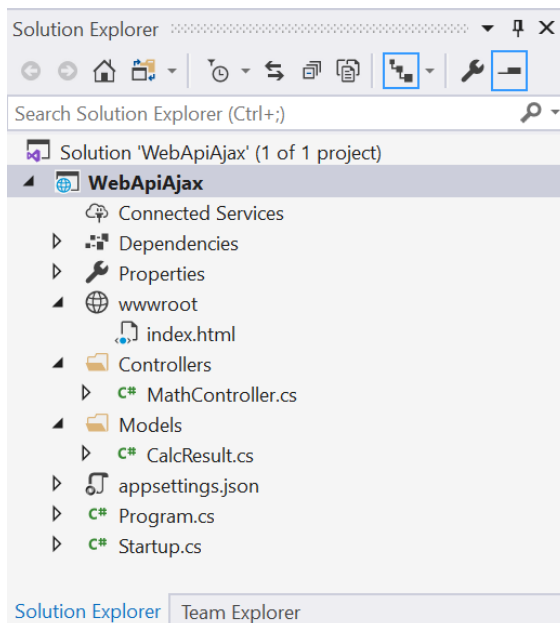 Solution Explorer
Search Solution Explorer (Ctrl+;)
Solution 'WebApiAjax' (1 of 1 project)
WebApiAjax
Connected Services
Dependencies
Properties
wwwroot
index.html
Controllers
C# MathController.cs
Models
C# CalcResult.cs
appsettings.json
C# Program.cs
C# Startup.cs
Solution Explorer Team Explorer